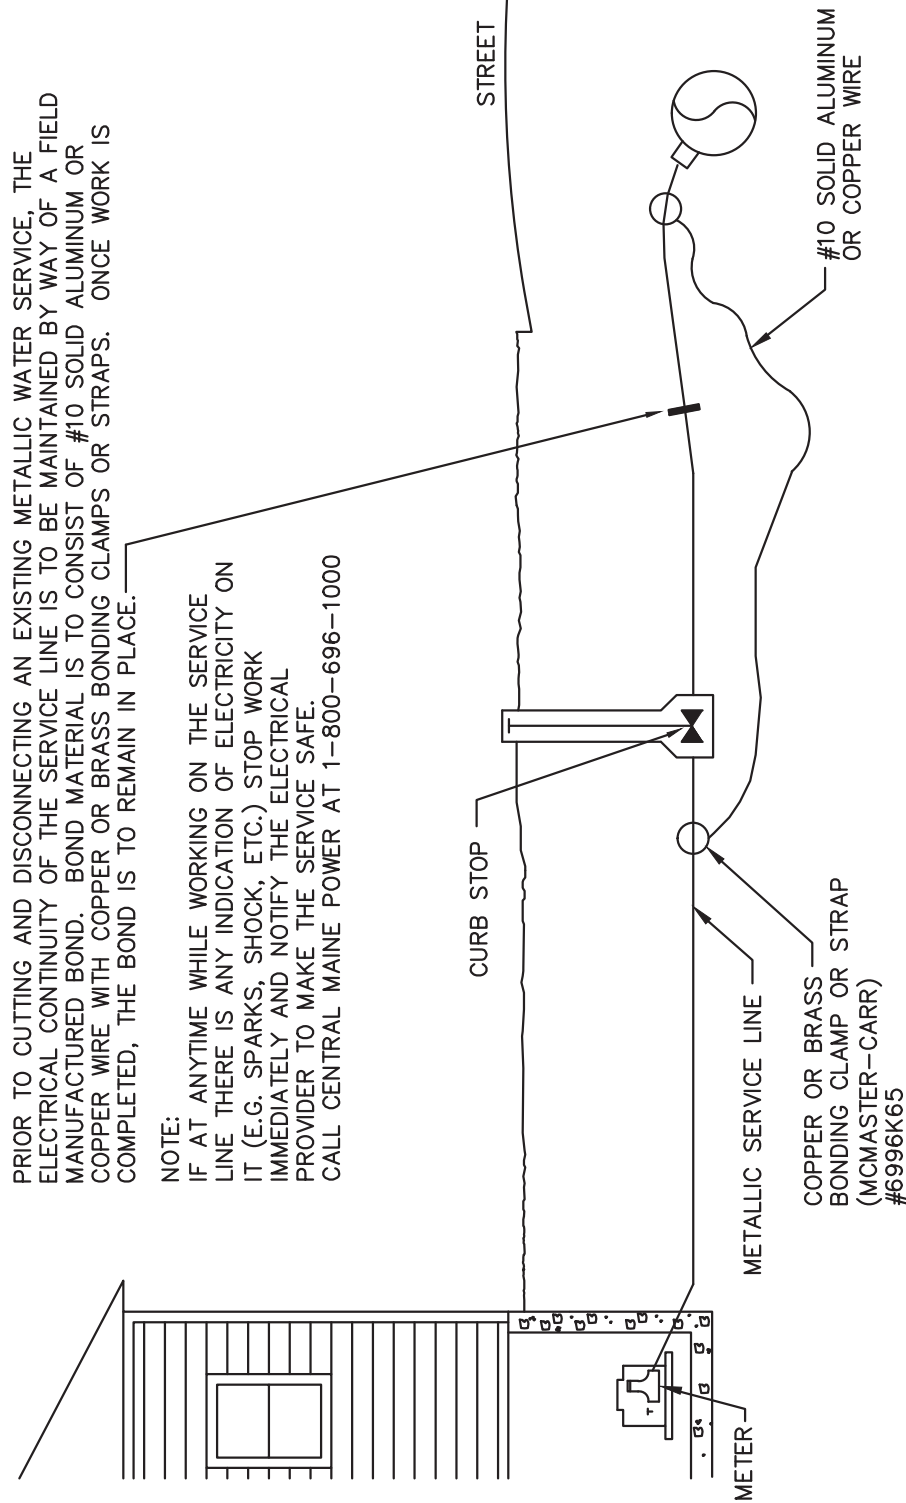 PRIOR TO CUTTING AND DISCONNECTING AN EXISTING METALLIC WATER SERVICE, THE
ELECTRICAL CONTINUITY OF THE SERVICE LINE IS TO BE MAINTAINED BY WAY OF A FIELD
MANUFACTURED BOND. BOND MATERIAL IS TO CONSIST OF #10 SOLID ALUMINUM OR
COPPER WIRE WITH COPPER OR BRASS BONDING CLAMPS OR STRAPS. ONCE WORK IS
COMPLETED, THE BOND IS TO REMAIN IN PLACE.
NOTE:
IF AT ANYTIME WHILE WORKING ON THE SERVICE
LINE THERE IS ANY INDICATION OF ELECTRICITY ON
IT (E.G. SPARKS, SHOCK, ETC.) STOP WORK
IMMEDIATELY AND NOTIFY THE ELECTRICAL
PROVIDER TO MAKE THE SERVICE SAFE.
CALL CENTRAL MAINE POWER AT 1-800-696-1000
STREET
CURB STOP
#10 SOLID ALUMINUM
OR COPPER WIRE
METALLIC SERVICE LINE
COPPER OR BRASS
BONDING CLAMP OR STRAP
(MCMASTER-CARR)
#6996K65
METER
T